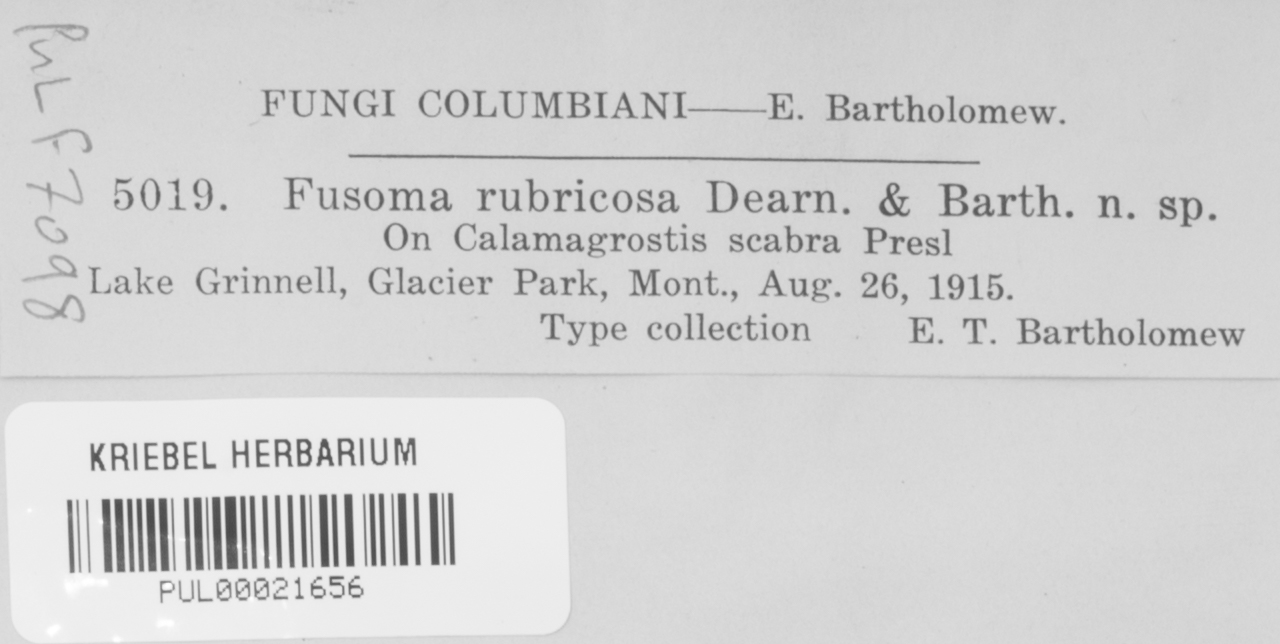 PUL F7098
FUNGI COLUMBIANI——E. Bartholomew.
5019. Fusoma rubricosa Dearn. & Barth. n. sp.
On Calamagrostis scabra Presl
Lake Grinnell, Glacier Park, Mont., Aug. 26, 1915.
Type collection E. T. Bartholomew
KRIEBEL HERBARIUM
PUL00021656